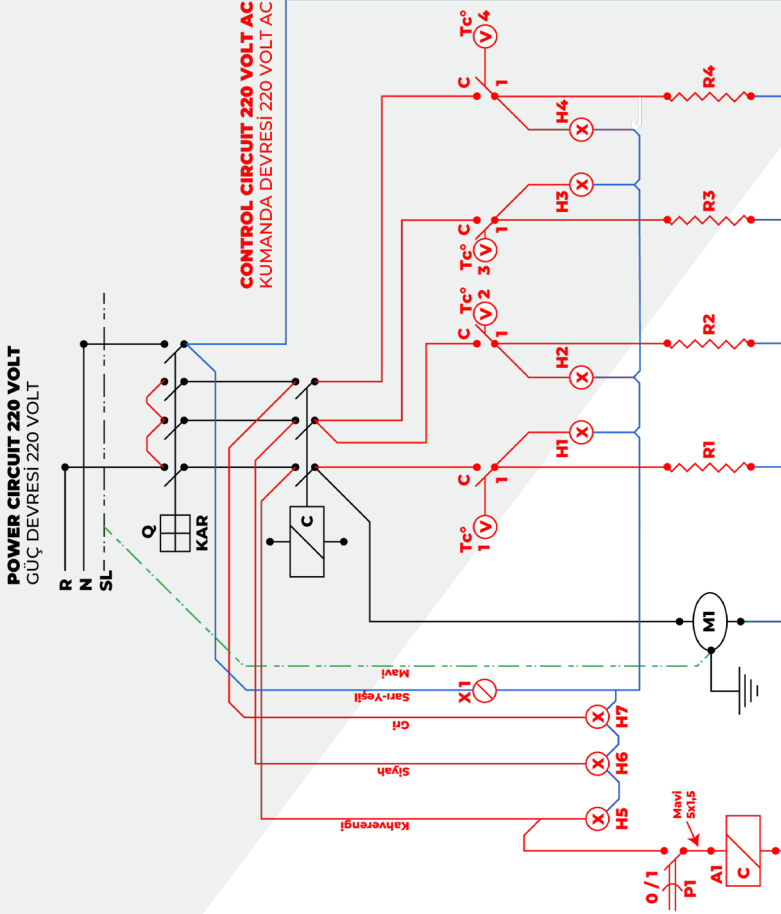 POWER CIRCUIT 220 VOLT
GÜÇ DEVRESİ 220 VOLT
R
N
SL
Q
KAR
C
CONTROL CIRCUIT 220 VOLT AC
KUMANDA DEVRESİ 220 VOLT AC
Tc°
4
V
C
1
H4
X
R4
H3
X
C
1
Tc°
3
V
R3
Tc°
2
V
C
1
H2
X
R2
H1
X
C
1
Tc°
1
V
R1
M1
Mavi
Sarı-Yeşil
X1
Gri
X
H7
Siyah
X
H6
Kahverengi
X
H5
Mavi
5x1,5
0/1
P1
A1
C